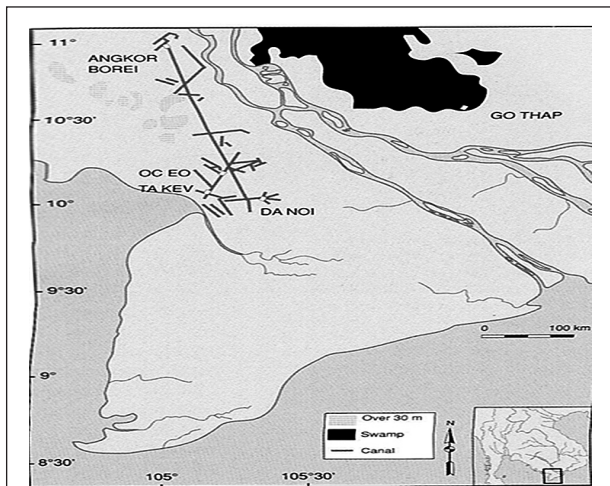 11°
ANGKOR
BOREI
10°30'
GO THAP
OC EO
TA KEV
10°
DA NOI
9°30'
0 100 km
9°
Over 30 m
Swamp
Canal
N
8°30'
105°
105°30'